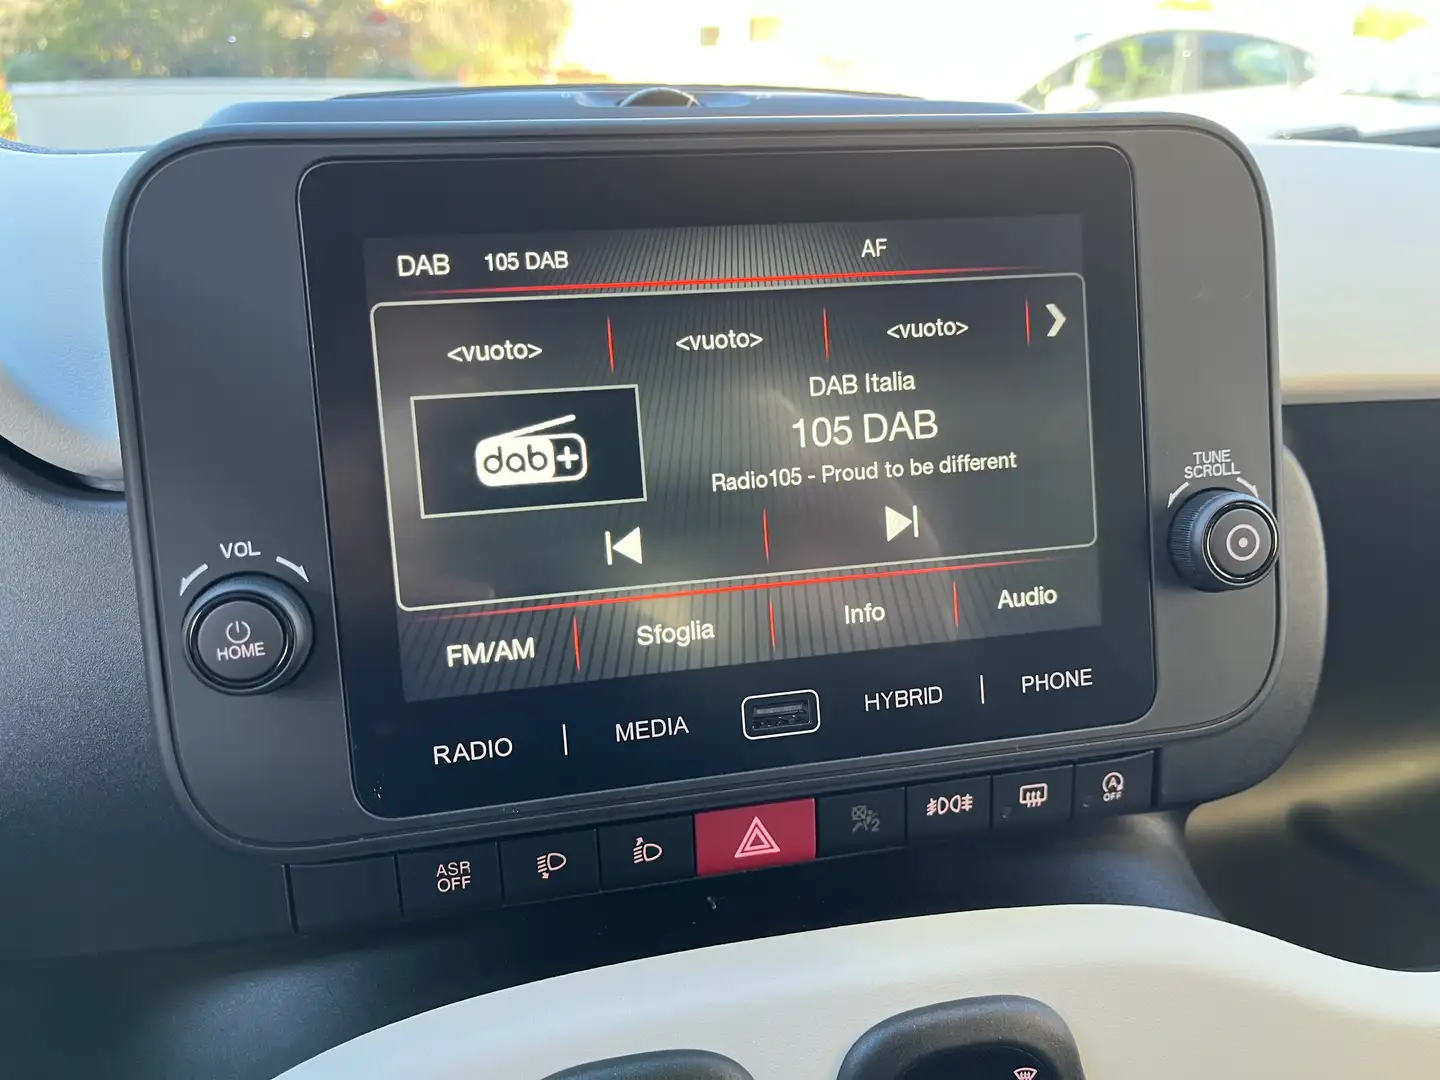 DAB 105 DAB AF
<vuoto> <vuoto> <vuoto>
DAB Italia
105 DAB
Radio105 - Proud to be different
dab+
FM/AM Sfoglia Info Audio
VOL
HOME
TUNE
SCROLL
RADIO | MEDIA HYBRID | PHONE
ASR
OFF
2
A
OFF